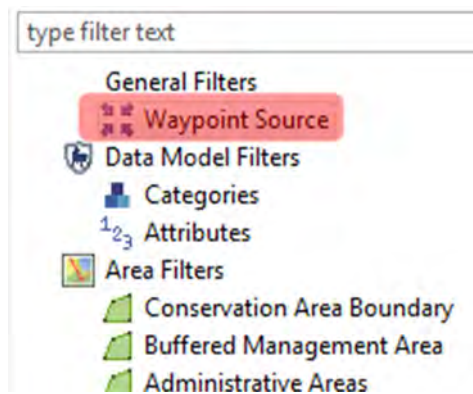 type filter text
General Filters
Waypoint Source
Data Model Filters
Categories
123 Attributes
Area Filters
Conservation Area Boundary
Buffered Management Area
Administrative Areas